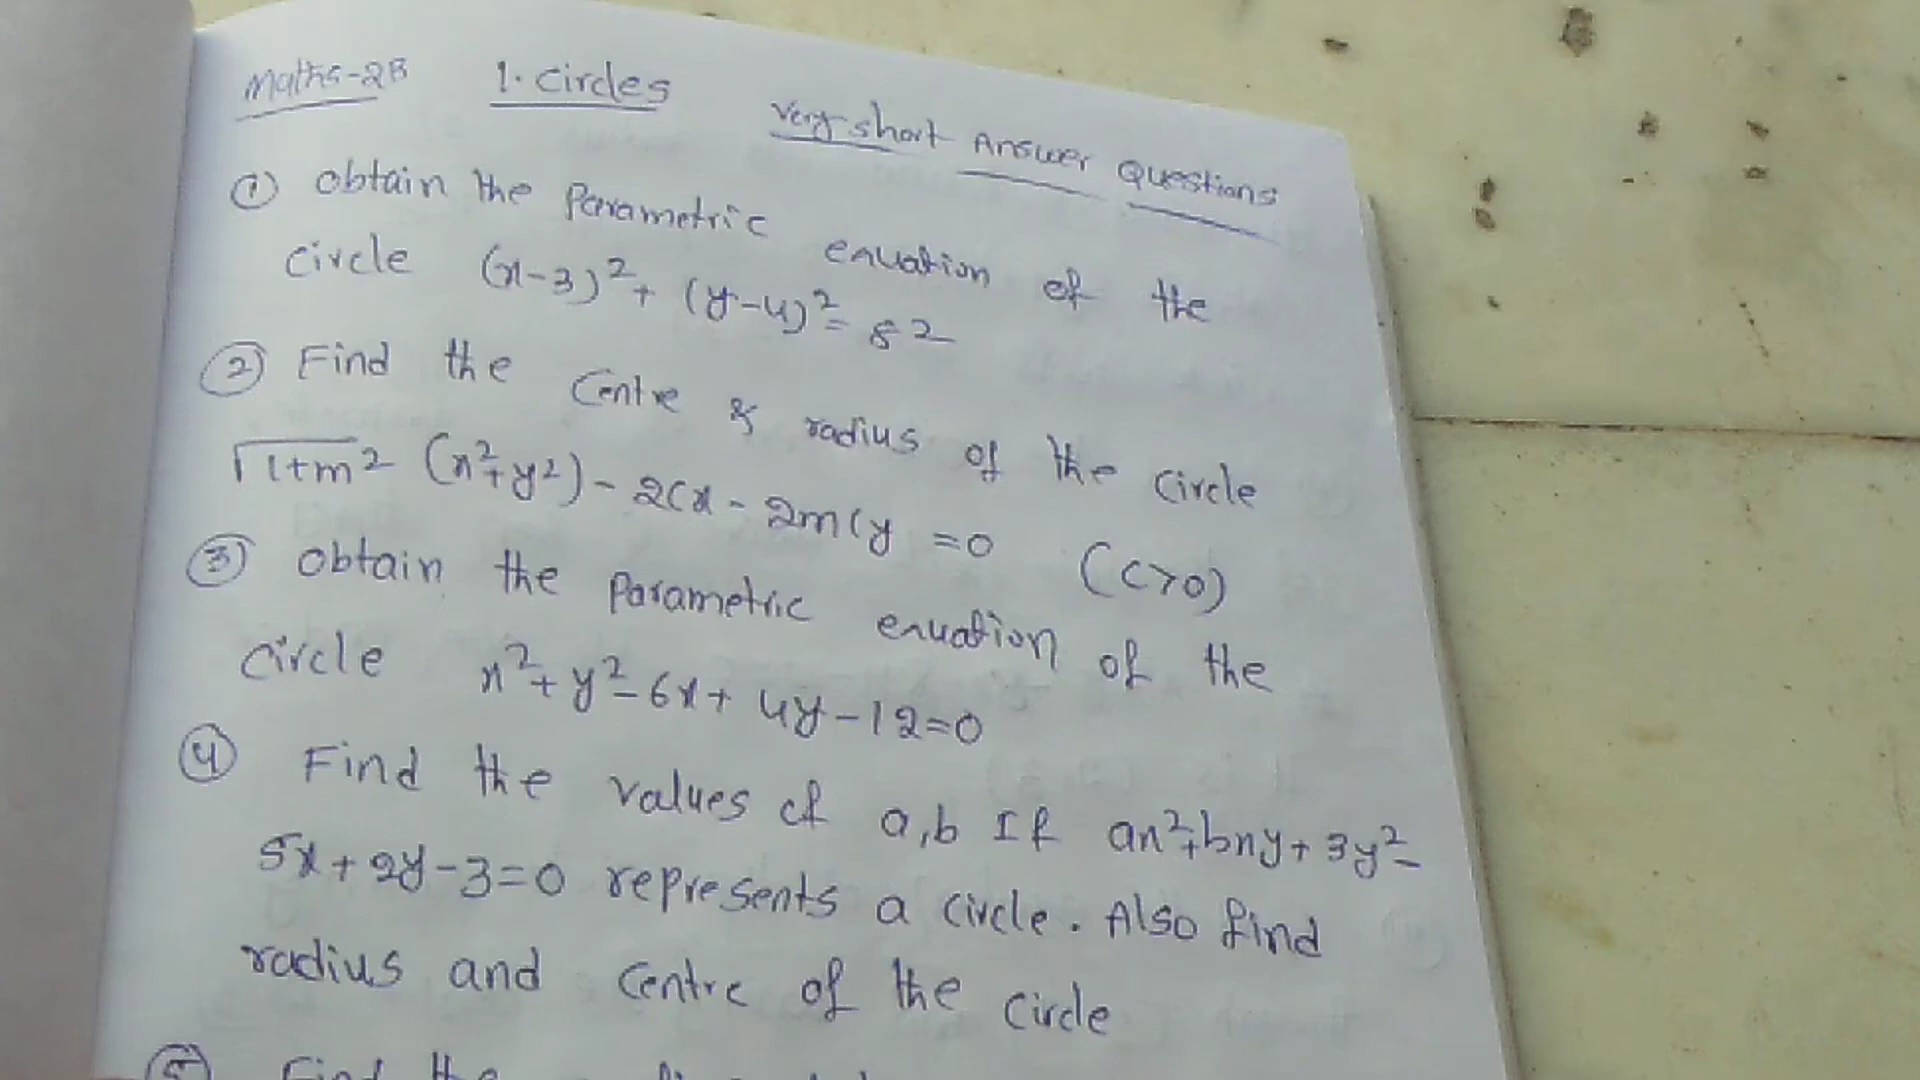 Maths-2B 1. Circles
Very short Answer Questions
① Obtain the Parametric equation of the
circle (x-3)²+ (y-4)²= 8²
② Find the Centre & radius of the Circle
√1+m² (x²+y²) - 2cx - 2mcy =0 (c>0)
③ Obtain the Parametric equation of the
circle x²+ y²- 6x+ 4y-12=0
④ Find the values of a,b If ax²+bxy+ 3y²-
5x+2y-3=0 represents a circle. Also find
radius and Centre of the Circle
⑤ Find the